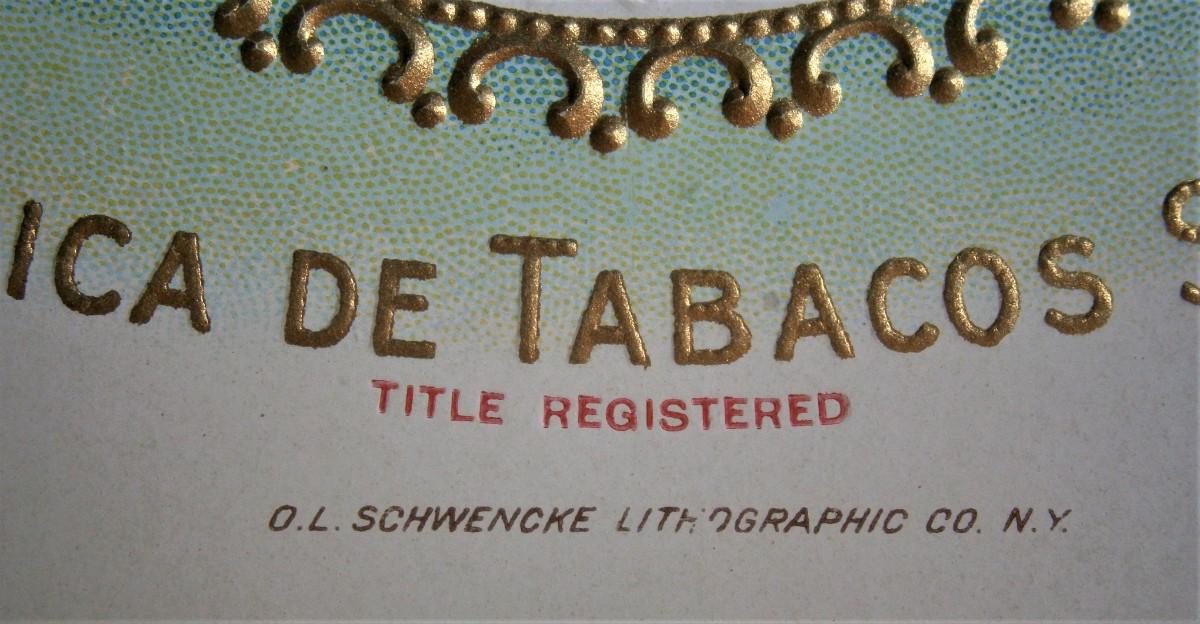 ICA DE TABACOS S
TITLE REGISTERED
O.L. SCHWENCKE LITHOGRAPHIC CO. N.Y.